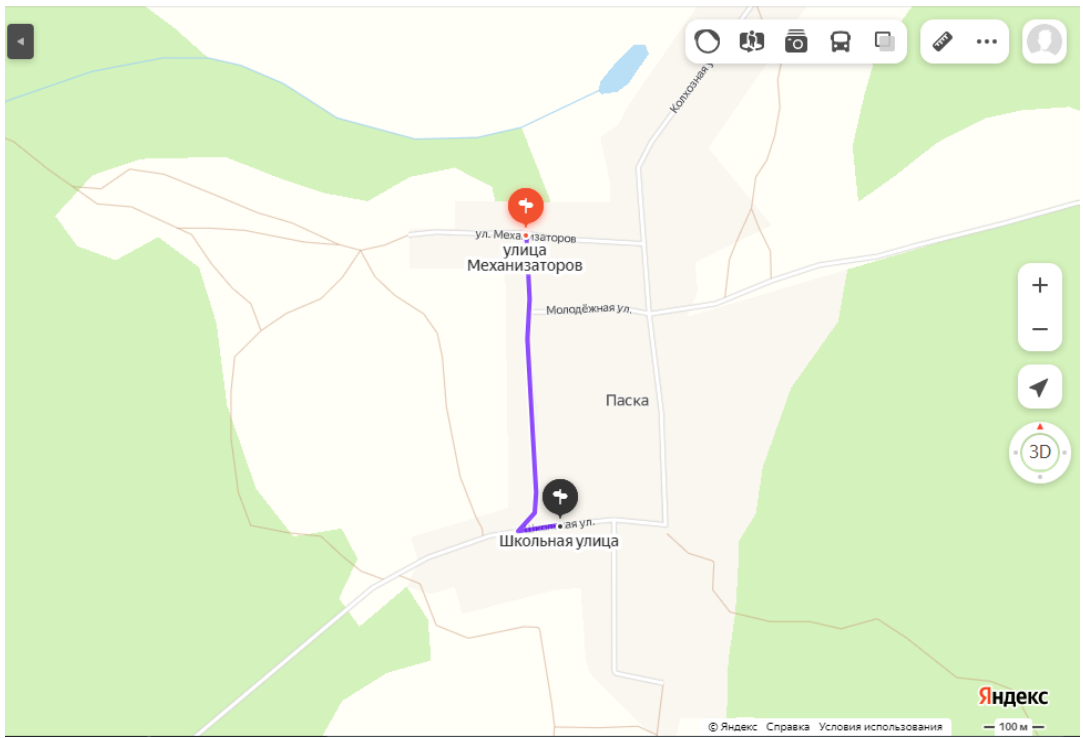 Колхозная
ул. Механизаторов
улица
Механизаторов
Молодёжная ул.
Паска
3D
ая ул.
Школьная улица
Яндекс
© Яндекс Справка Условия использования
100 м